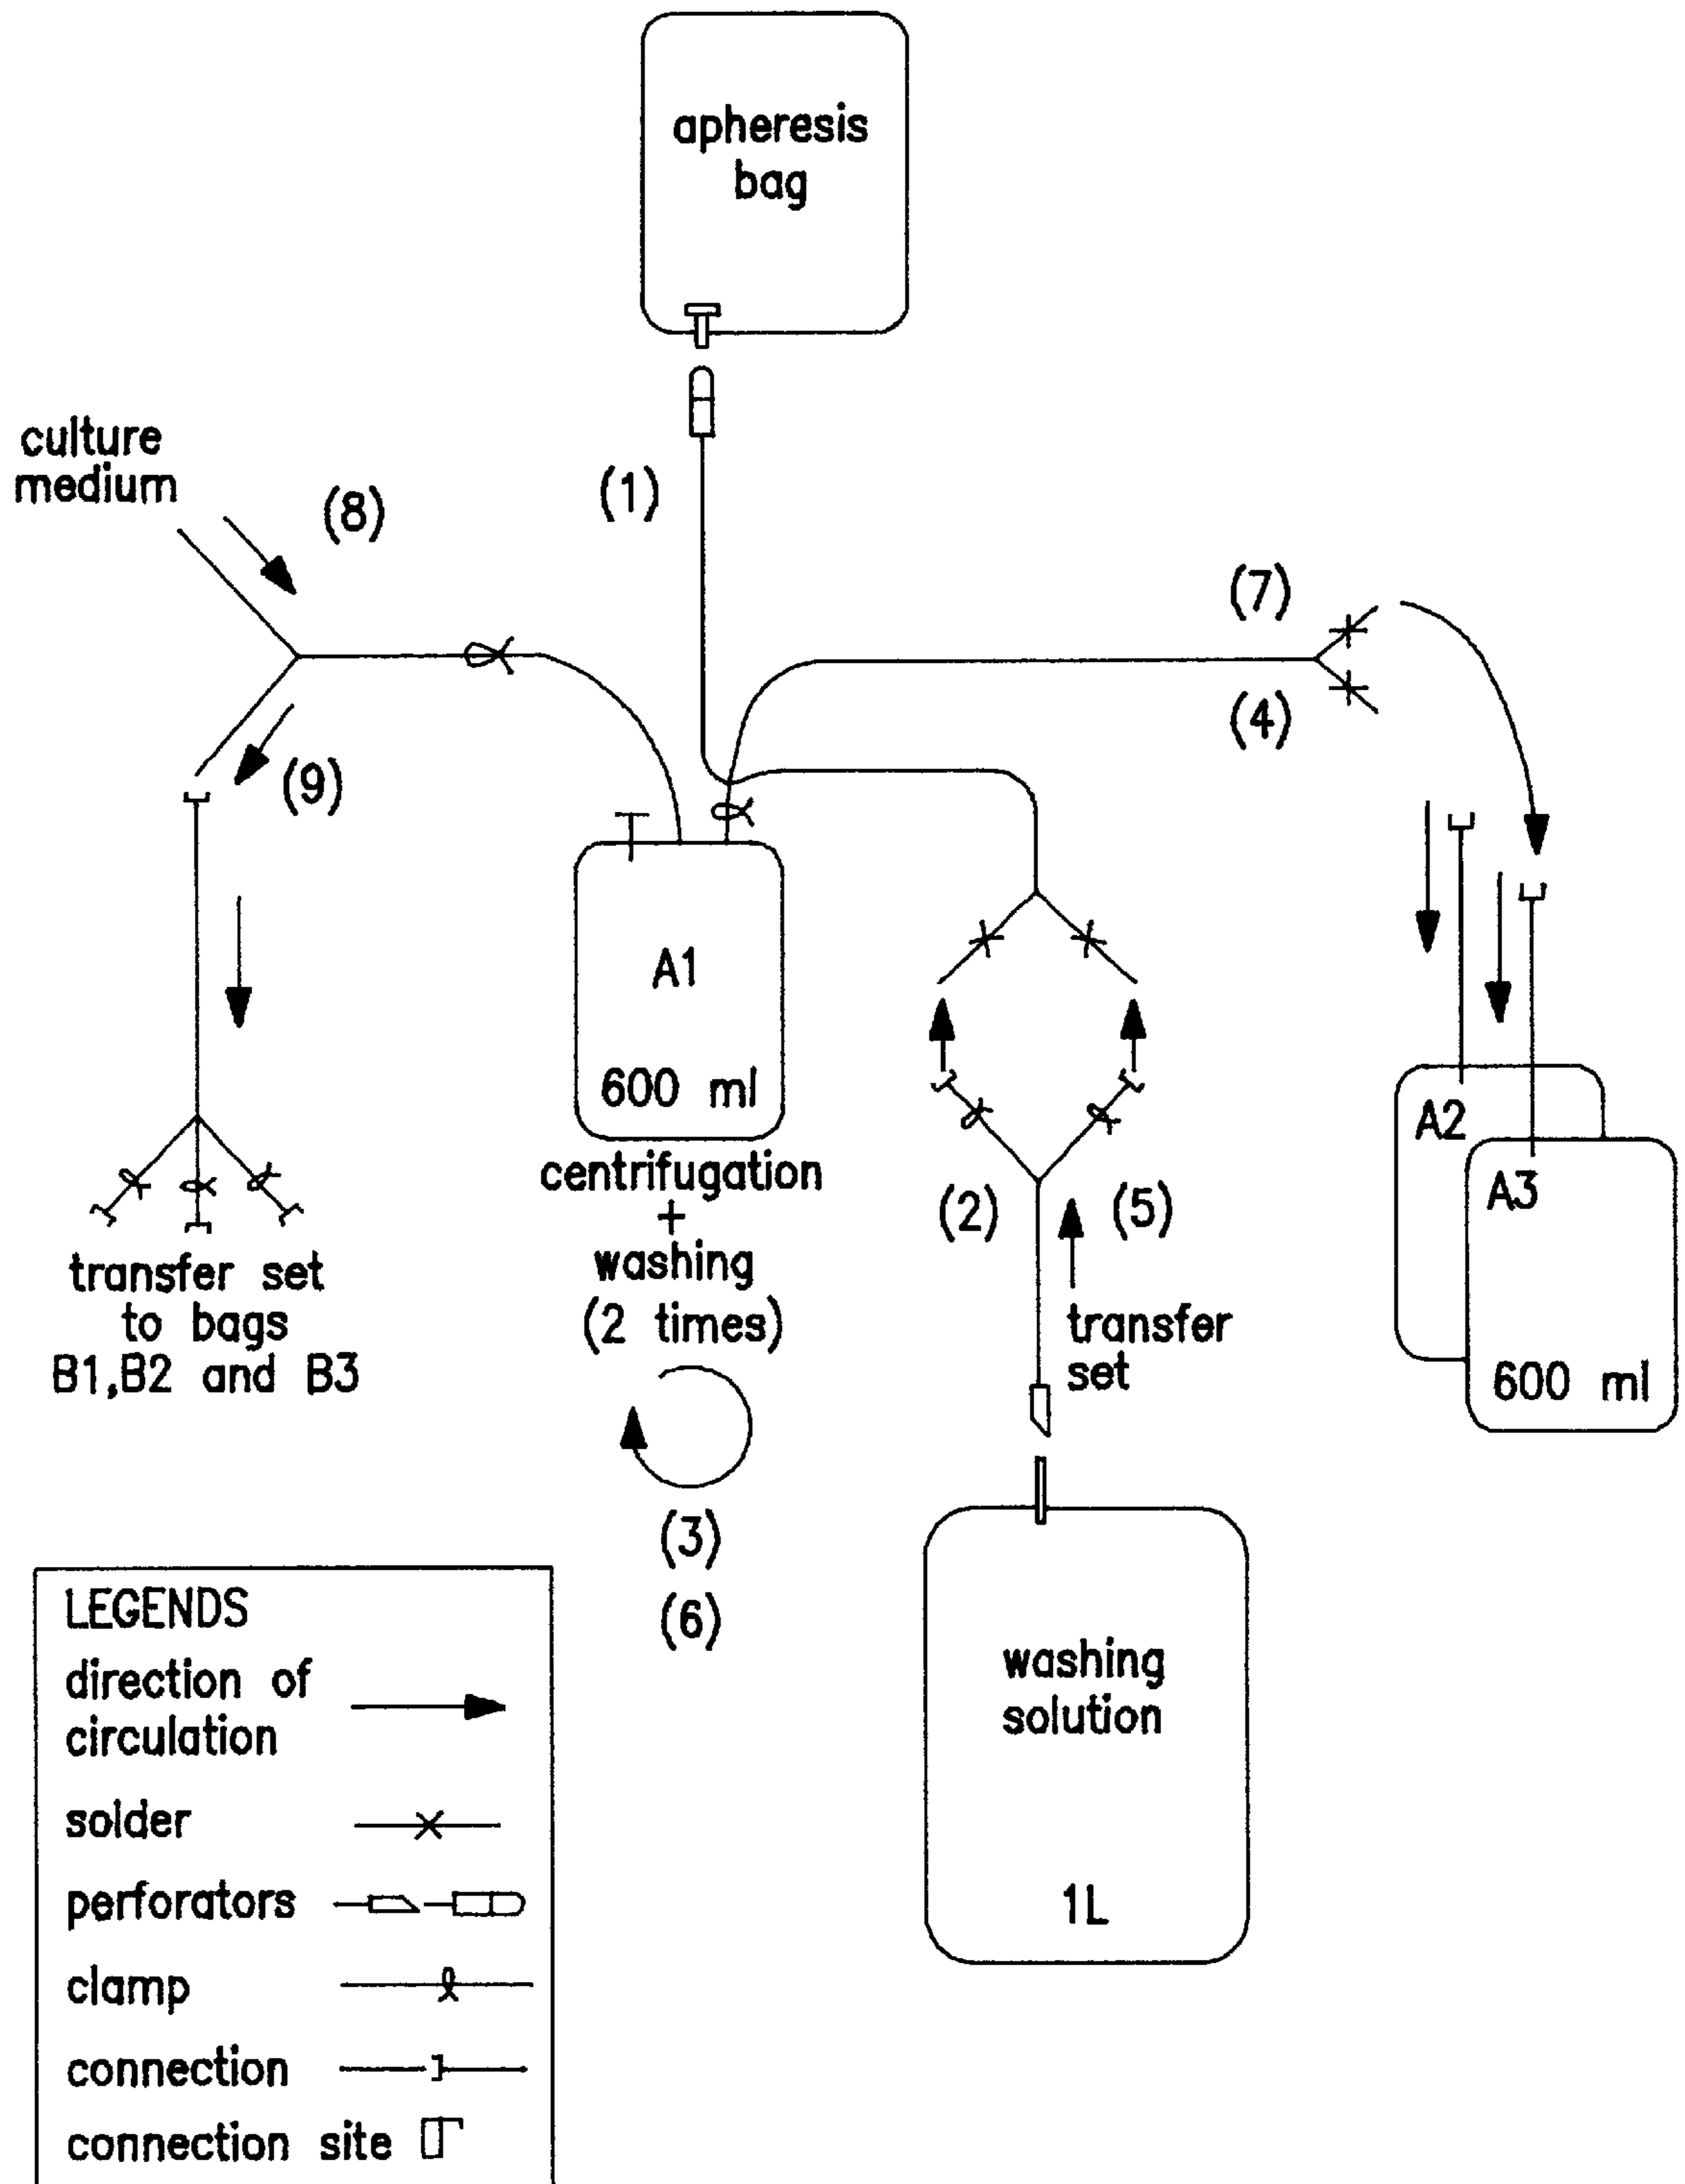 apheresis
bag
culture
medium
(8)
(1)
(7)
(4)
(9)
A1
600 ml
centrifugation
+
washing
(2 times)
(3)
(6)
(2)
(5)
transfer
set
A2
A3
600 ml
transfer set
to bags
B1,B2 and B3
washing
solution
1L
LEGENDS
direction of
circulation
solder
perforators
clamp
connection
connection site